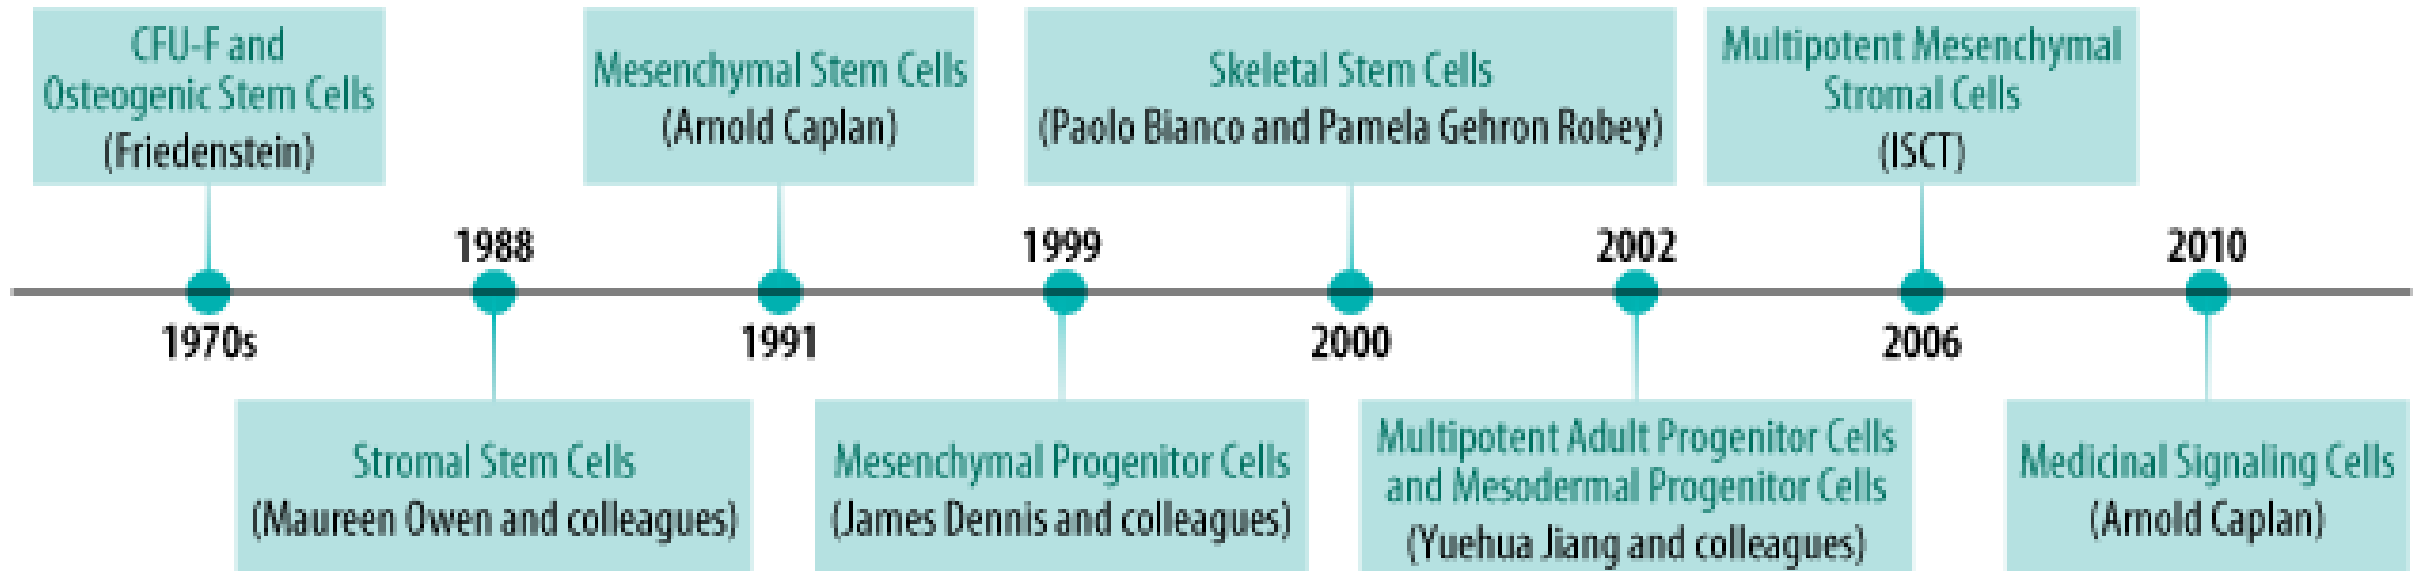 CFU-F and
Osteogenic Stem Cells
(Friedenstein)
Mesenchymal Stem Cells
(Arnold Caplan)
Skeletal Stem Cells
(Paolo Bianco and Pamela Gehron Robey)
Multipotent Mesenchymal
Stromal Cells
(ISCT)
1988
1999
2002
2010
1970s
1991
2000
2006
Stromal Stem Cells
(Maureen Owen and colleagues)
Mesenchymal Progenitor Cells
(James Dennis and colleagues)
Multipotent Adult Progenitor Cells
and Mesodermal Progenitor Cells
(Yuehua Jiang and colleagues)
Medicinal Signaling Cells
(Arnold Caplan)